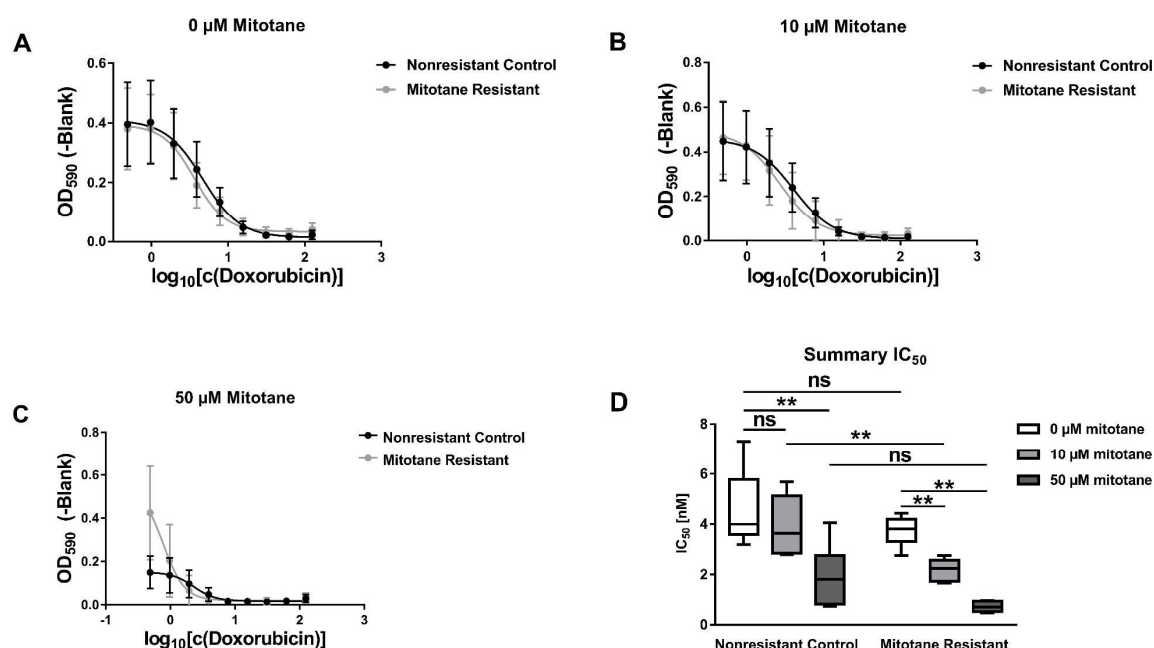 A
0 µM Mitotane
Nonresistant Control
Mitotane Resistant
OD590 (-Blank)
0.6
0.4
0.2
0.0
0 1 2 3
log10[c(Doxorubicin)]
B
10 µM Mitotane
Nonresistant Control
Mitotane Resistant
OD590 (-Blank)
0.8
0.6
0.4
0.2
0.0
0 1 2 3
log10[c(Doxorubicin)]
C
50 µM Mitotane
Nonresistant Control
Mitotane Resistant
OD590 (-Blank)
0.8
0.6
0.4
0.2
0.0
-1 0 1 2 3
log10[c(Doxorubicin)]
D
Summary IC50
ns
**
ns
**
ns
**
**
0 µM mitotane
10 µM mitotane
50 µM mitotane
IC50 [nM]
8
6
4
2
0
Nonresistant Control Mitotane Resistant